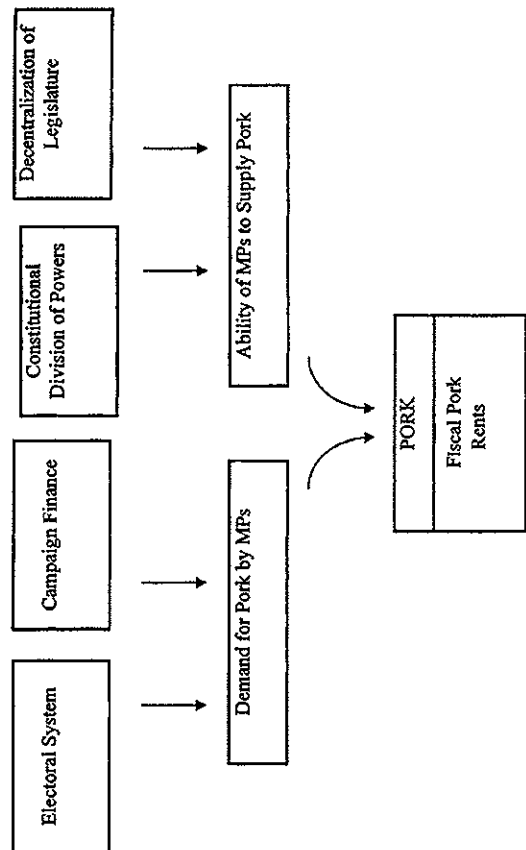 Electoral System
Campaign Finance
Constitutional
Division of Powers
Decentralization of
Legislature
Demand for Pork by MPs
Ability of MPs to Supply Pork
PORK
Fiscal Pork
Rents